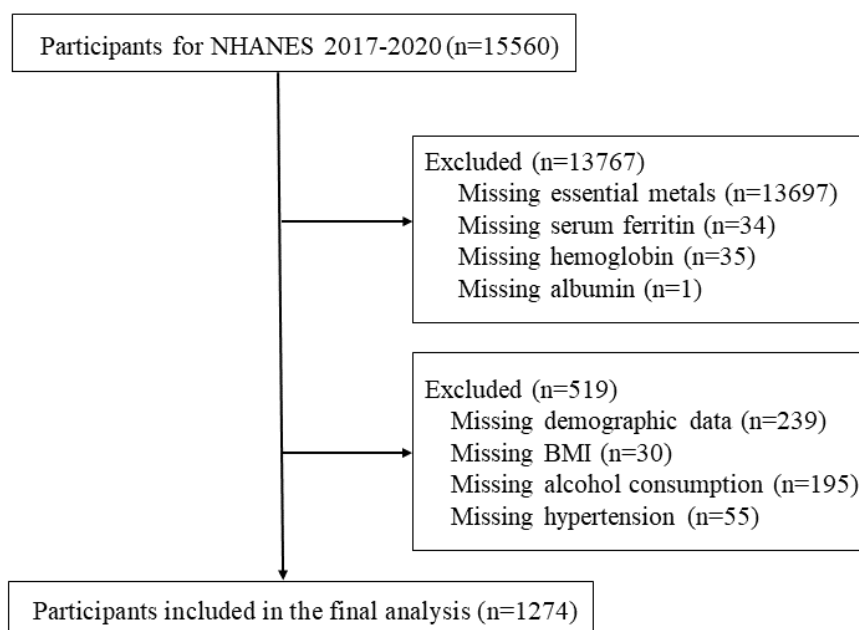 Participants for NHANES 2017-2020 (n=15560)
Excluded (n=13767)
Missing essential metals (n=13697)
Missing serum ferritin (n=34)
Missing hemoglobin (n=35)
Missing albumin (n=1)
Excluded (n=519)
Missing demographic data (n=239)
Missing BMI (n=30)
Missing alcohol consumption (n=195)
Missing hypertension (n=55)
Participants included in the final analysis (n=1274)